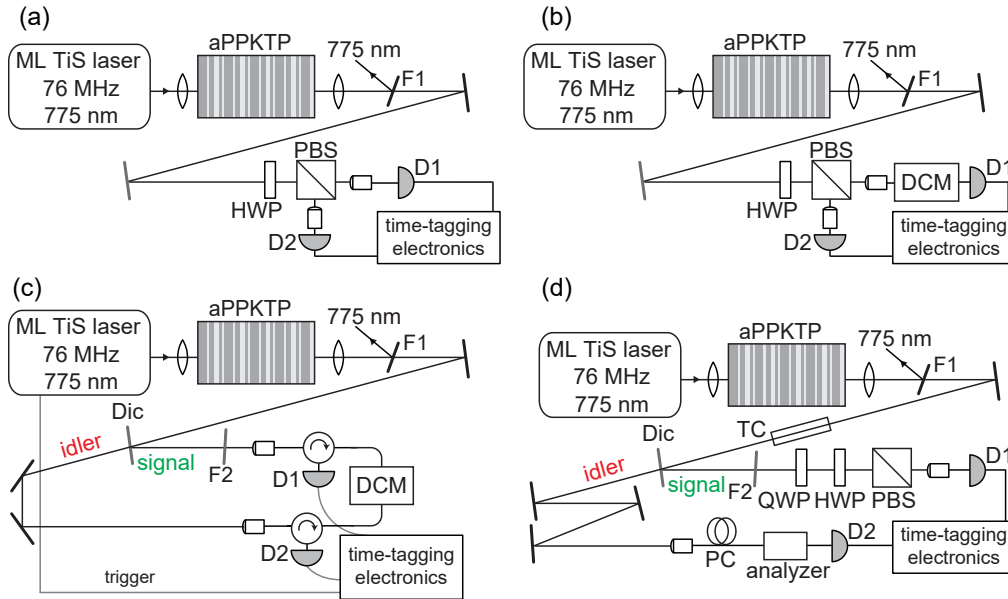 (a)
aPPKTP
ML TiS laser
76 MHz
775 nm
775 nm
F1
PBS
D1
HWP
D2
time-tagging
electronics
(b)
aPPKTP
ML TiS laser
76 MHz
775 nm
775 nm
F1
PBS
D1
DCM
HWP
D2
time-tagging
electronics
(c)
aPPKTP
ML TiS laser
76 MHz
775 nm
775 nm
F1
Dic
idler
signal
F2
D1
DCM
D2
time-tagging
electronics
trigger
(d)
aPPKTP
ML TiS laser
76 MHz
775 nm
775 nm
F1
TC
Dic
idler
signal
F2
QWP
HWP
PBS
D1
D2
PC
analyzer
time-tagging
electronics